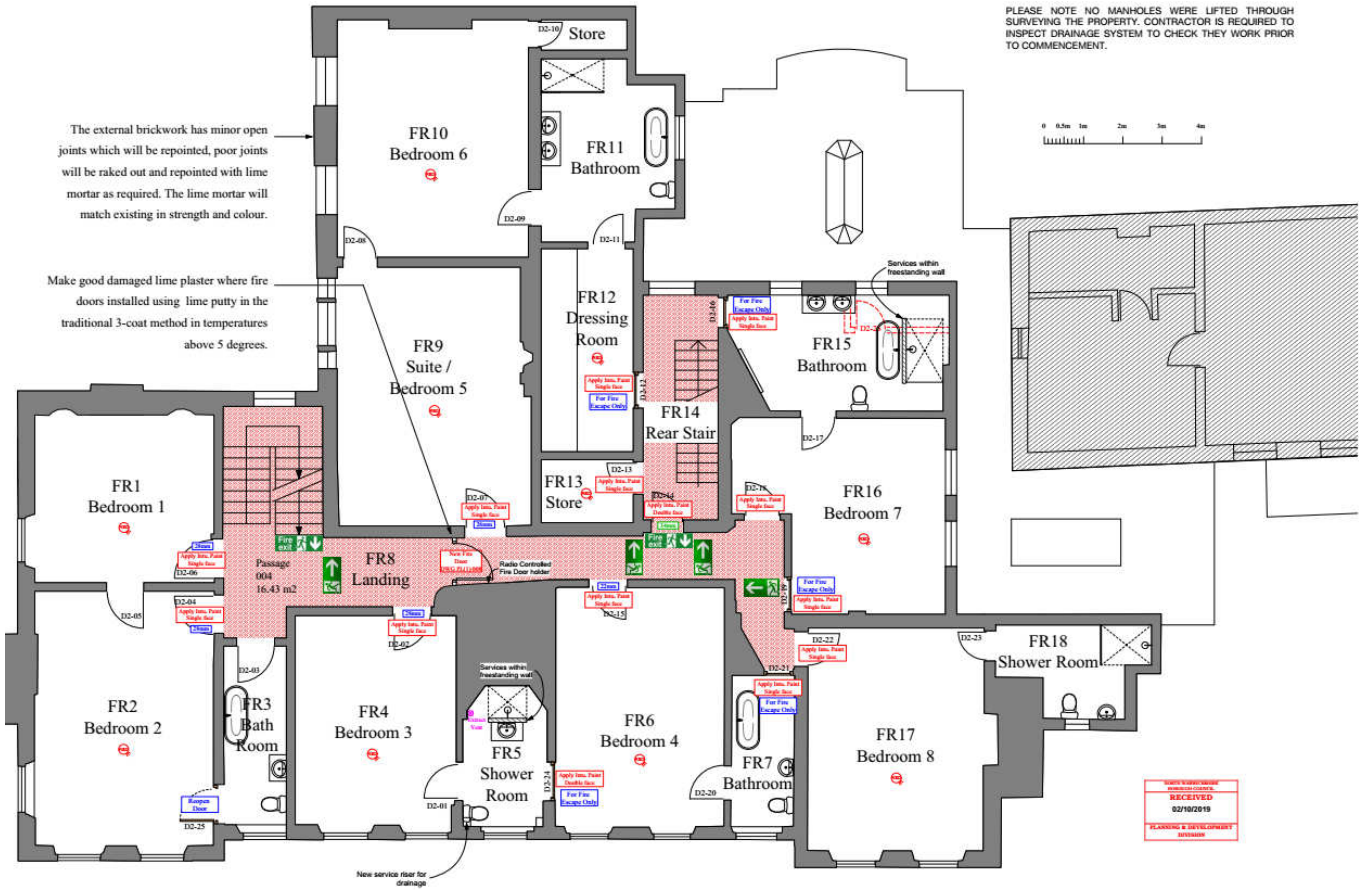 PLEASE NOTE NO MANHOLES WERE LIFTED THROUGH
SURVEYING THE PROPERTY. CONTRACTOR IS REQUIRED TO
INSPECT DRAINAGE SYSTEM TO CHECK THEY WORK PRIOR
TO COMMENCEMENT.
0 0.5m 1m 2m 3m 4m
D2-10
Store
The external brickwork has minor open
joints which will be repointed, poor joints
will be raked out and repointed with lime
mortar as required. The lime mortar will
match existing in strength and colour.
FR10
Bedroom 6
FR11
Bathroom
D2-09
D2-08
D2-11
Make good damaged lime plaster where fire
doors installed using lime putty in the
traditional 3-coat method in temperatures
above 5 degrees.
Services within
freestanding wall
FR12
Dressing
Room
Apply Intu. Paint
Single face
For Fire
Escape Only
D2-12
D2-16
For Fire
Escape Only
Apply Intu. Paint
Single face
FR15
Bathroom
FR9
Suite /
Bedroom 5
FR14
Rear Stair
D2-17
FR1
Bedroom 1
FR13
Store
D2-13
Apply Intu. Paint
Single face
D2-14
Apply Intu. Paint
Double face
Apply Intu. Paint
Single face
FR16
Bedroom 7
D2-07
Apply Intu. Paint
Single face
Fire
exit
Fire
exit
28mm
Apply Intu. Paint
Single face
D2-06
Passage
004
16.43 m2
FR8
Landing
New Fire
Door
Radio Controlled
Fire Door holder
D2-05
D2-04
Apply Intu. Paint
Single face
28mm
Apply Intu. Paint
Single face
D2-02
22mm
Apply Intu. Paint
Single face
D2-15
D2-19
For Fire
Escape Only
Apply Intu. Paint
Single face
D2-03
D2-22
Apply Intu. Paint
Single face
D2-23
FR18
Shower Room
D2-21
Apply Intu. Paint
Single face
For Fire
Escape Only
Services within
freestanding wall
FR2
Bedroom 2
FR3
Bath
Room
FR4
Bedroom 3
FR5
Shower
Room
FR6
Bedroom 4
FR7
Bathroom
FR17
Bedroom 8
D2-24
Apply Intu. Paint
Double face
For Fire
Escape Only
D2-20
D2-01
Reopen
Door
D2-25
New service riser for
drainage
RECEIVED
02/10/2019
PLANNING & DEVELOPMENT
DIVISION